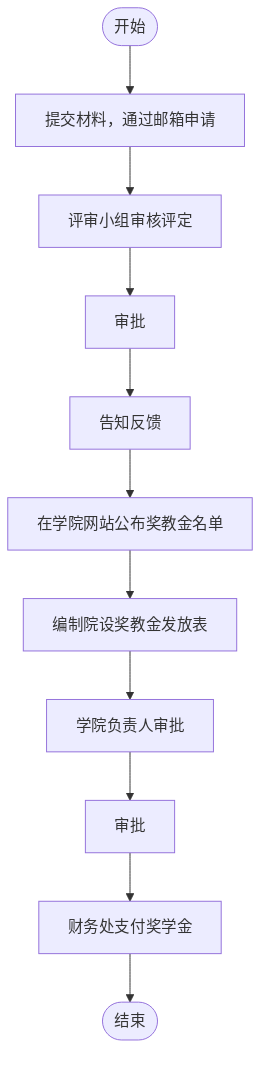 开始
提交材料，通过邮箱申请
评审小组审核评定
审批
告知反馈
在学院网站公布奖教金名单
编制院设奖教金发放表
学院负责人审批
审批
财务处支付奖学金
结束